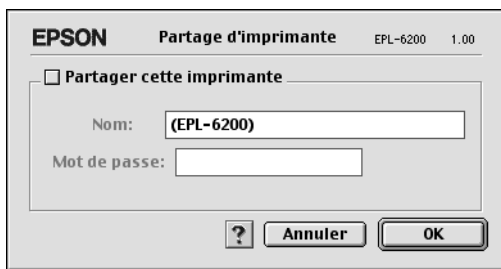 EPSON Partage d'imprimante EPL-6200 1.00
Partager cette imprimante
Nom: (EPL-6200)
Mot de passe:
? Annuler OK